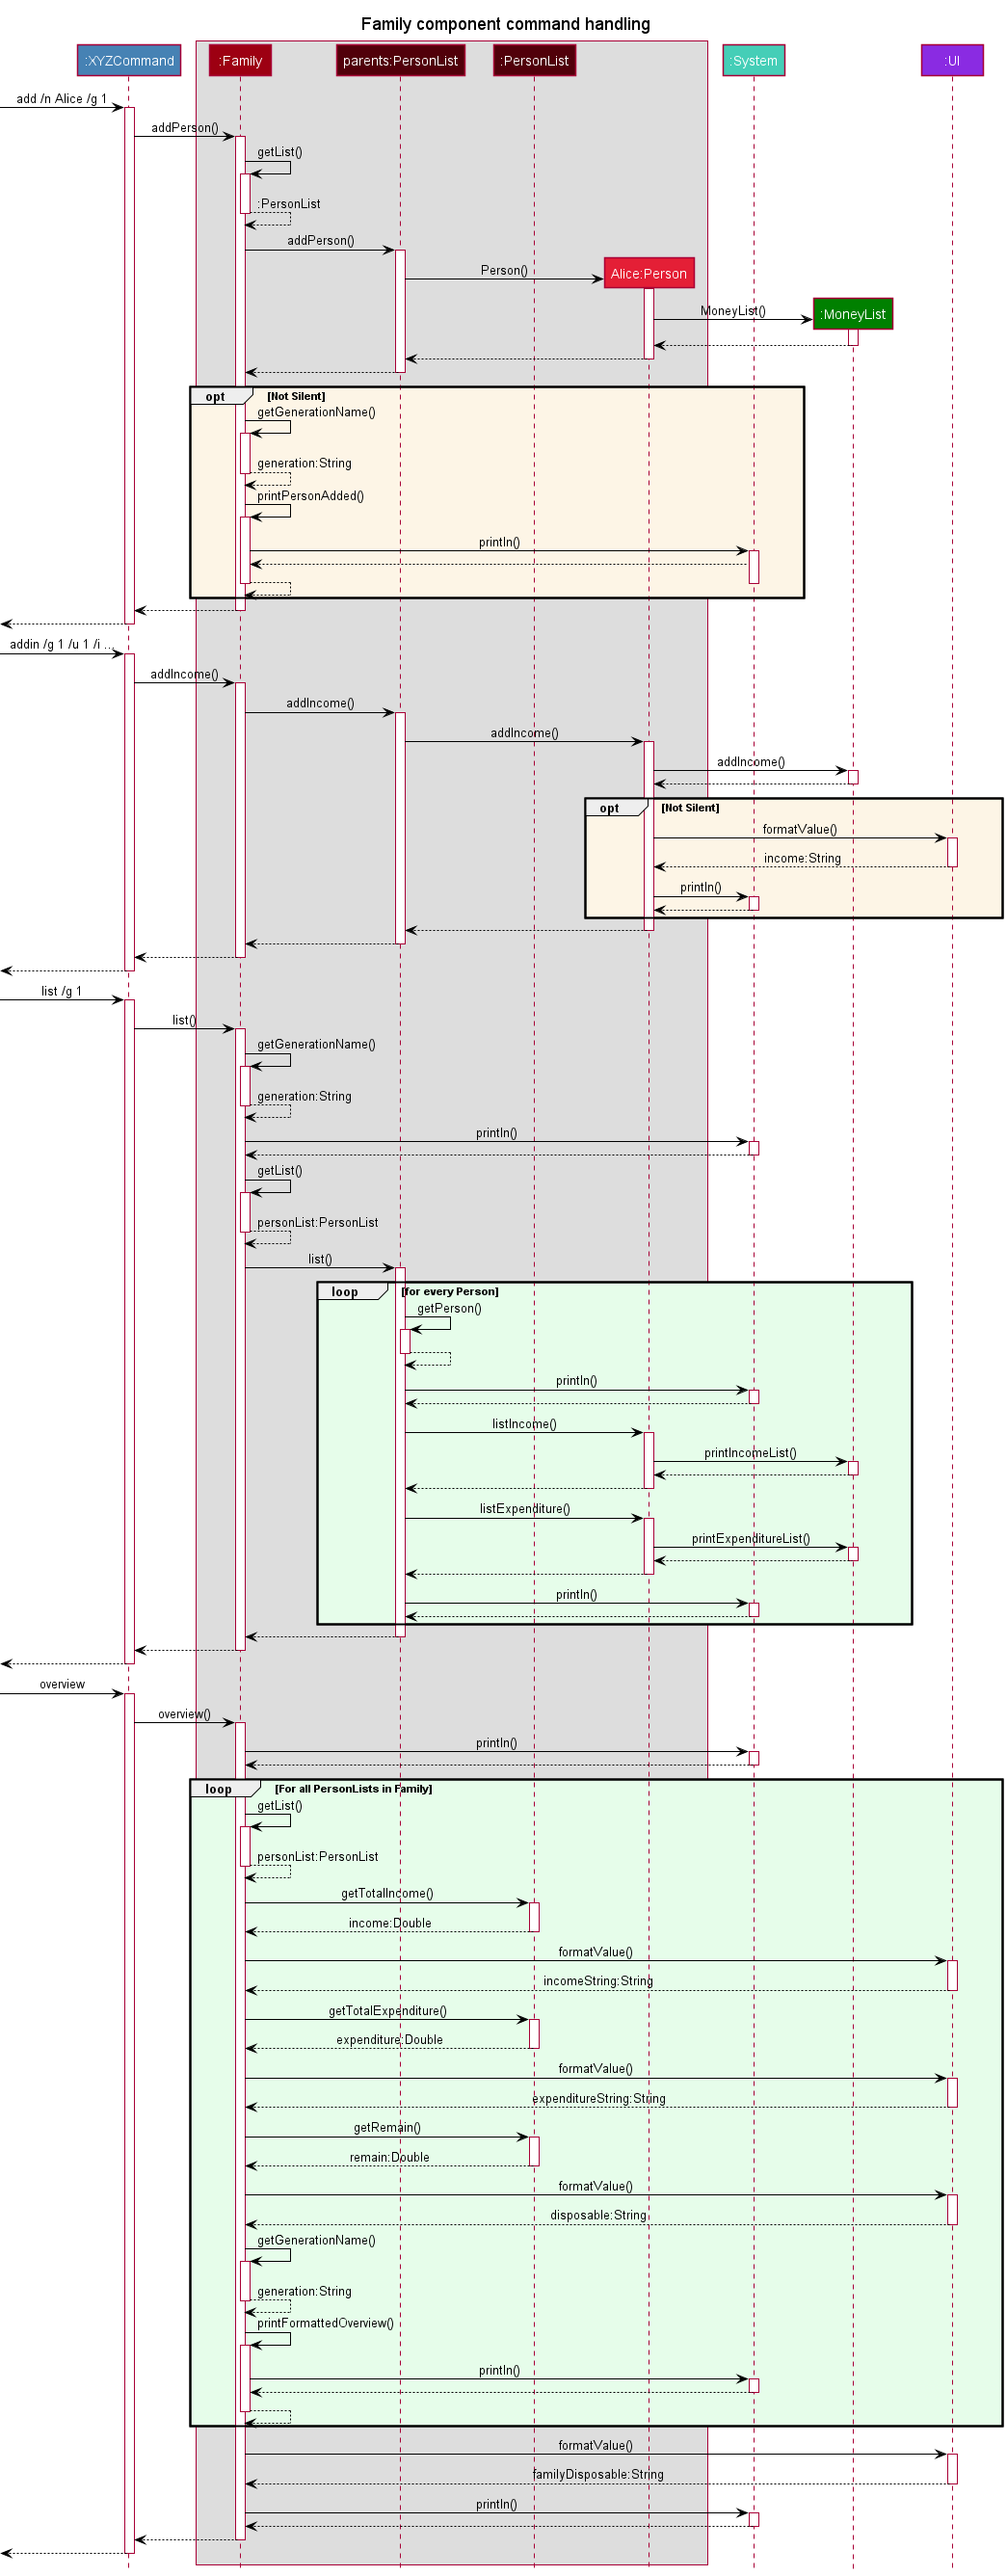 Family component command handling
:XYZCommand
:Family
parents:PersonList
:PersonList
:System
:UI
add /n Alice /g 1
addPerson()
getList()
:PersonList
addPerson()
Person()
Alice:Person
MoneyList()
:MoneyList
opt
[Not Silent]
getGenerationName()
generation:String
printPersonAdded()
println()
addin /g 1 /u 1 /i ...
addIncome()
addIncome()
addIncome()
addIncome()
opt
[Not Silent]
formatValue()
income:String
println()
list /g 1
list()
getGenerationName()
generation:String
println()
getList()
personList:PersonList
list()
loop
[for every Person]
getPerson()
println()
listIncome()
printIncomeList()
listExpenditure()
printExpenditureList()
println()
overview
overview()
println()
loop
[For all PersonLists in Family]
getList()
personList:PersonList
getTotalIncome()
income:Double
formatValue()
incomeString:String
getTotalExpenditure()
expenditure:Double
formatValue()
expenditureString:String
getRemain()
remain:Double
formatValue()
disposable:String
getGenerationName()
generation:String
printFormattedOverview()
println()
formatValue()
familyDisposable:String
println()